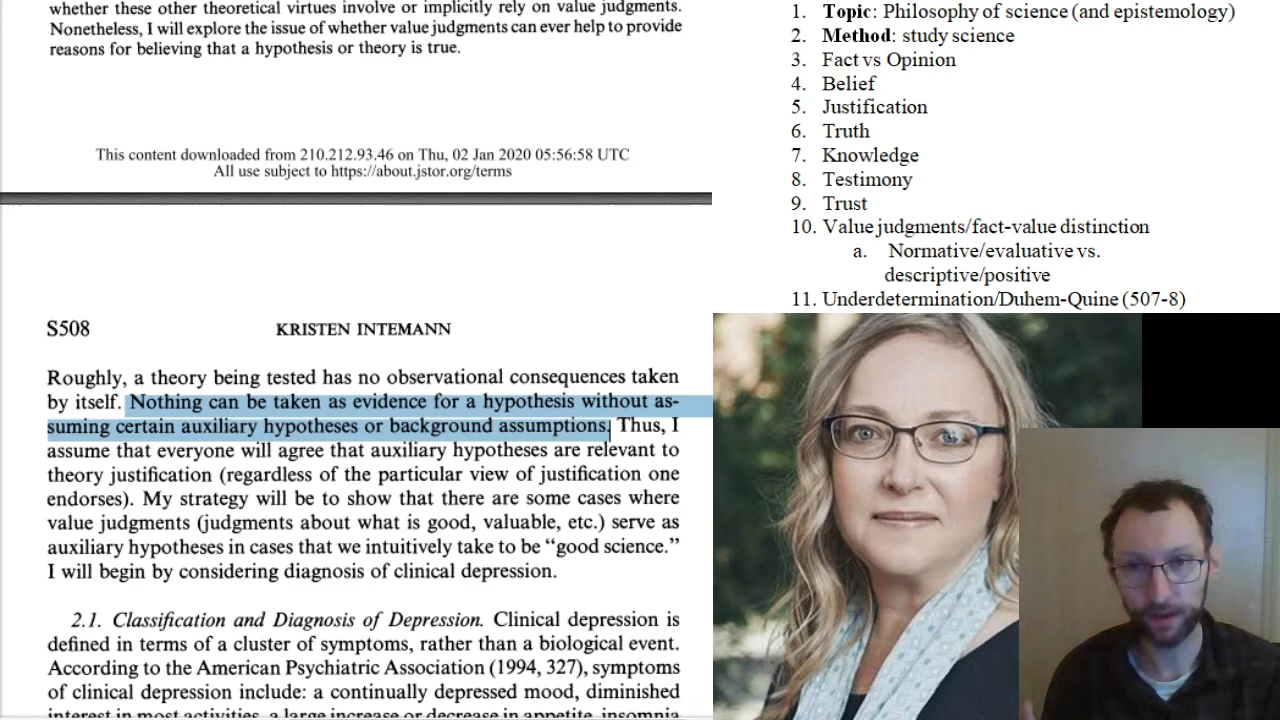 whether these other theoretical virtues involve or implicitly rely on value judgments.
Nonetheless, I will explore the issue of whether value judgments can ever help to provide
reasons for believing that a hypothesis or theory is true.
This content downloaded from 210.212.93.46 on Thu, 02 Jan 2020 05:56:58 UTC
All use subject to https://about.jstor.org/terms
S508 KRISTEN INTEMANN
Roughly, a theory being tested has no observational consequences taken
by itself. Nothing can be taken as evidence for a hypothesis without as-
suming certain auxiliary hypotheses or background assumptions. Thus, I
assume that everyone will agree that auxiliary hypotheses are relevant to
theory justification (regardless of the particular view of justification one
endorses). My strategy will be to show that there are some cases where
value judgments (judgments about what is good, valuable, etc.) serve as
auxiliary hypotheses in cases that we intuitively take to be “good science.”
I will begin by considering diagnosis of clinical depression.
2.1. Classification and Diagnosis of Depression. Clinical depression is
defined in terms of a cluster of symptoms, rather than a biological event.
According to the American Psychiatric Association (1994, 327), symptoms
of clinical depression include: a continually depressed mood, diminished
interest in most activities, a large increase or decrease in appetite, insomnia
1. Topic: Philosophy of science (and epistemology)
2. Method: study science
3. Fact vs Opinion
4. Belief
5. Justification
6. Truth
7. Knowledge
8. Testimony
9. Trust
10. Value judgments/fact-value distinction
a. Normative/evaluative vs.
descriptive/positive
11. Underdetermination/Duhem-Quine (507-8)